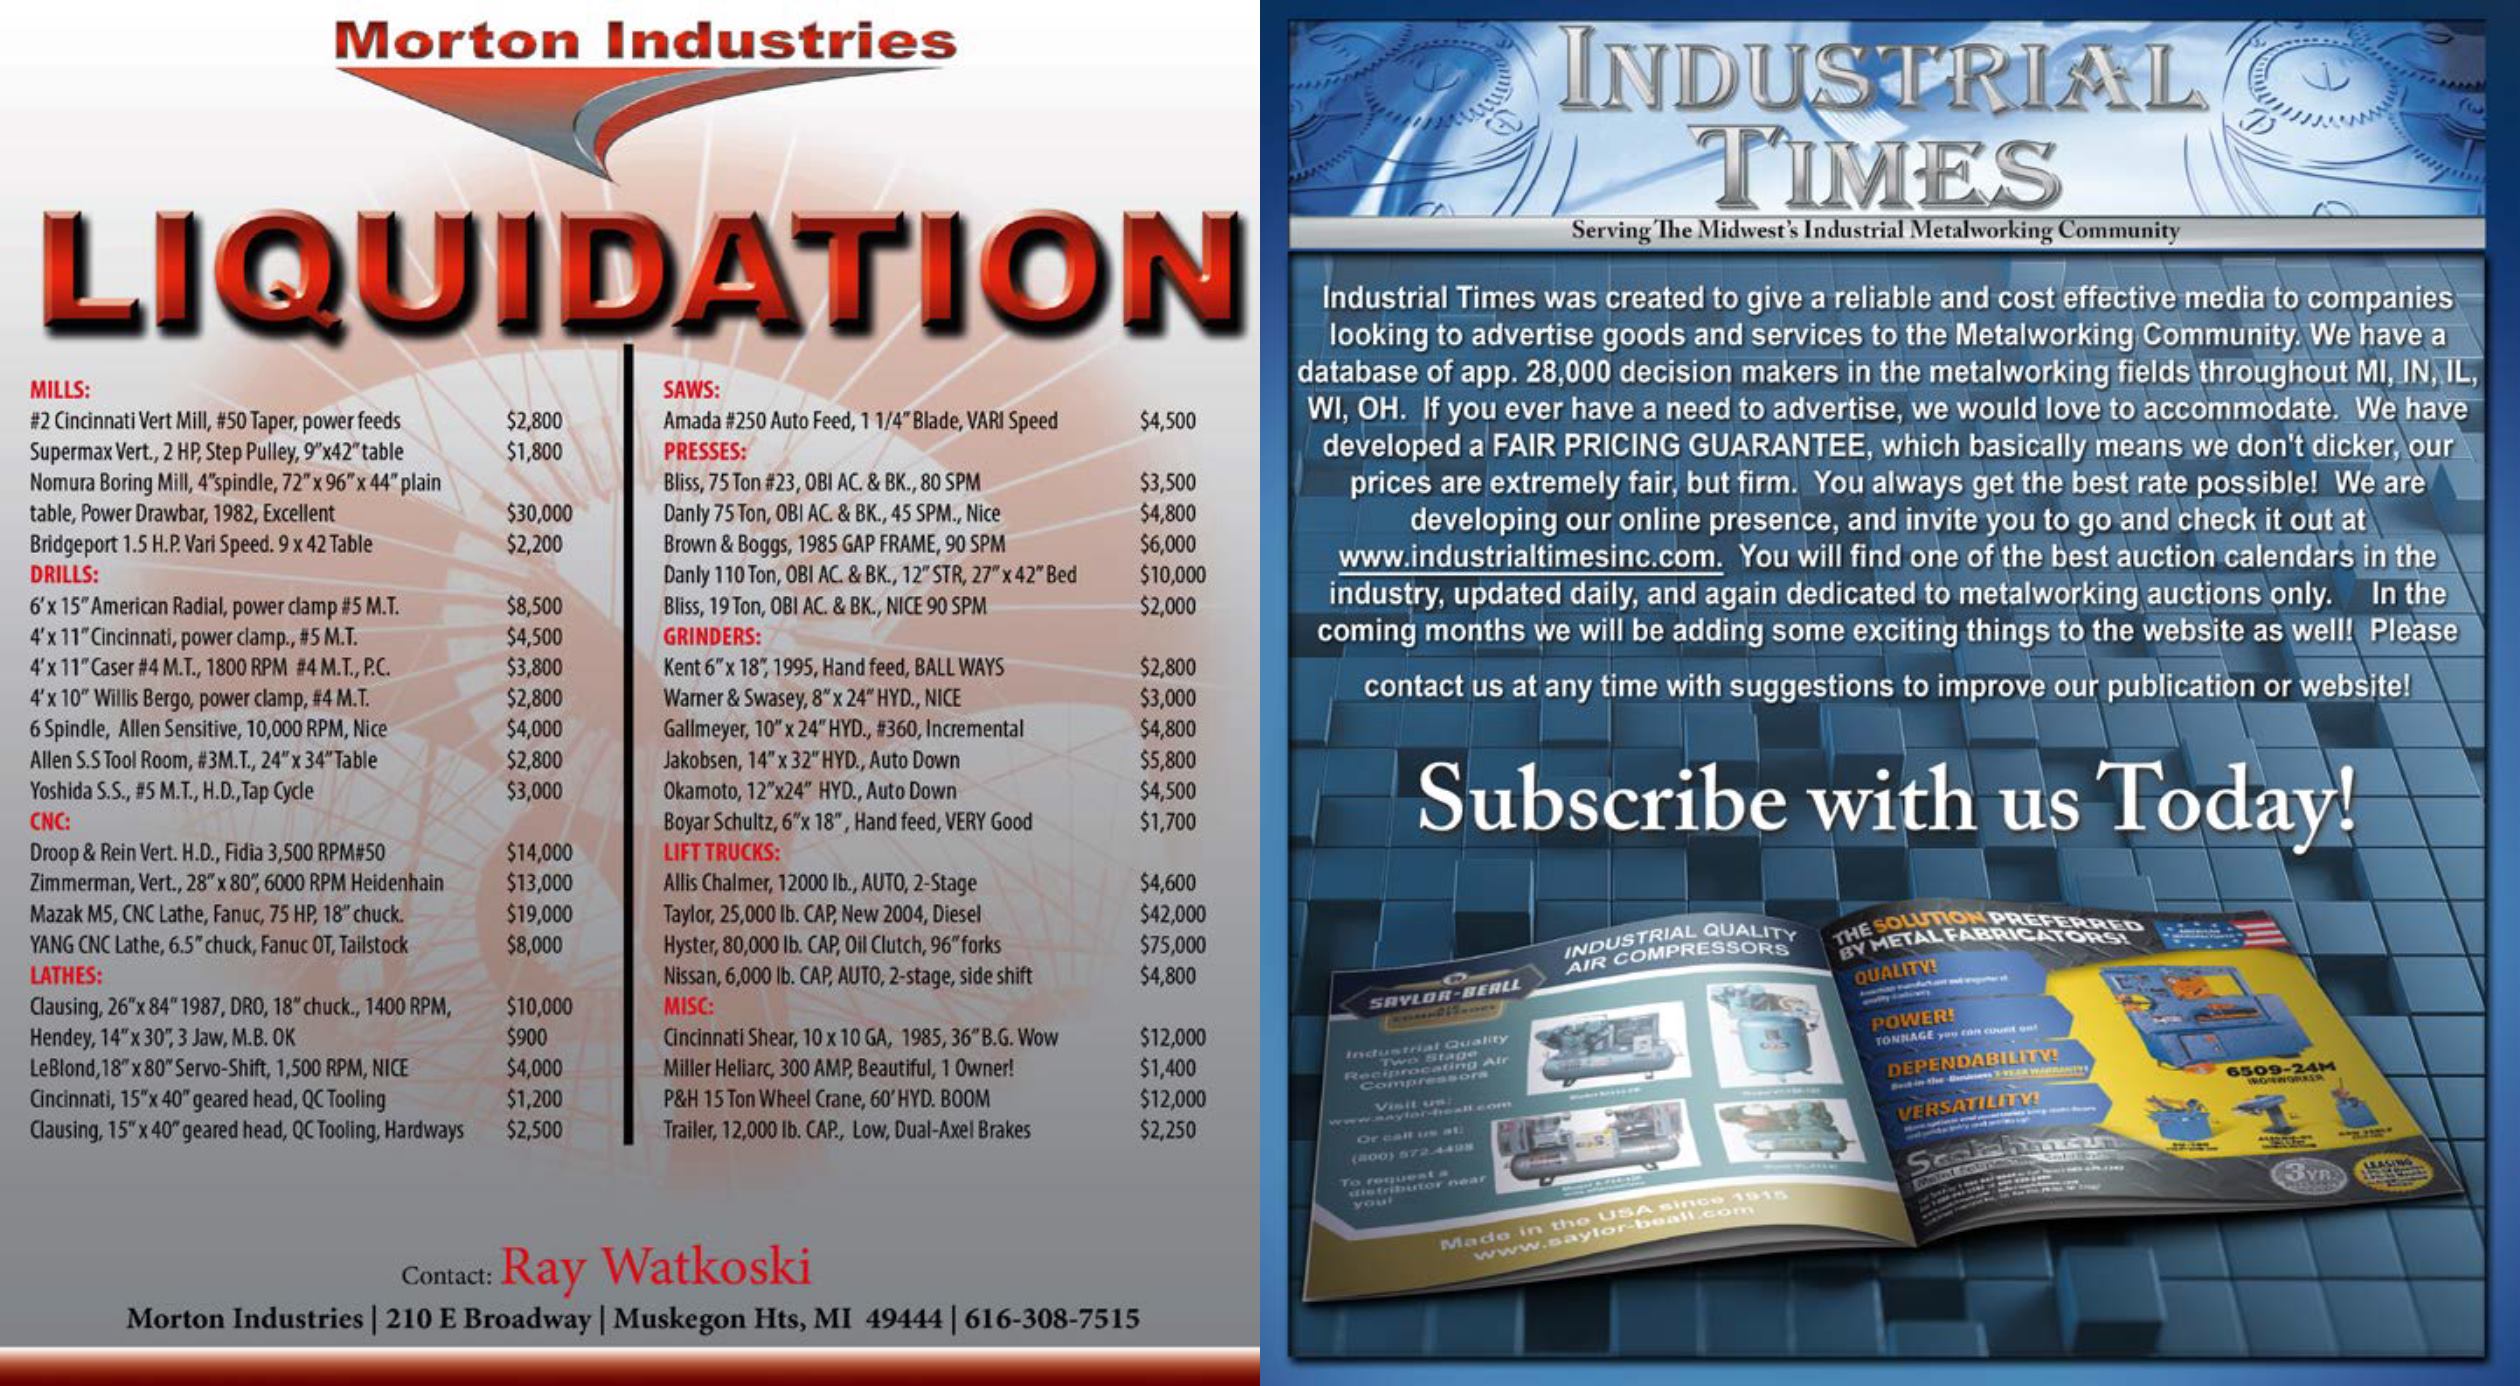 Morton Industries
LIQUIDATION
MILLS:
#2 Cincinnati Vert Mill, #50 Taper, power feeds $2,800
Supermax Vert., 2 HP, Step Pulley, 9"x42" table $1,800
Nomura Boring Mill, 4"spindle, 72" x 96" x 44" plain
table, Power Drawbar, 1982, Excellent $30,000
Bridgeport 1.5 H.P. Vari Speed. 9 x 42 Table $2,200
DRILLS:
6' x 15" American Radial, power clamp #5 M.T. $8,500
4' x 11" Cincinnati, power clamp., #5 M.T. $4,500
4' x 11" Caser #4 M.T., 1800 RPM #4 M.T., P.C. $3,800
4' x 10" Willis Bergo, power clamp, #4 M.T. $2,800
6 Spindle, Allen Sensitive, 10,000 RPM, Nice $4,000
Allen S.S Tool Room, #3M.T., 24" x 34" Table $2,800
Yoshida S.S., #5 M.T., H.D.,Tap Cycle $3,000
CNC:
Droop & Rein Vert. H.D., Fidia 3,500 RPM#50 $14,000
Zimmerman, Vert., 28" x 80", 6000 RPM Heidenhain $13,000
Mazak M5, CNC Lathe, Fanuc, 75 HP, 18" chuck. $19,000
YANG CNC Lathe, 6.5" chuck, Fanuc OT, Tailstock $8,000
LATHES:
Clausing, 26"x 84" 1987, DRO, 18" chuck., 1400 RPM, $10,000
Hendey, 14" x 30", 3 Jaw, M.B. OK $900
LeBlond,18" x 80" Servo-Shift, 1,500 RPM, NICE $4,000
Cincinnati, 15"x 40" geared head, QC Tooling $1,200
Clausing, 15" x 40" geared head, QC Tooling, Hardways $2,500
SAWS:
Amada #250 Auto Feed, 1 1/4" Blade, VARI Speed $4,500
PRESSES:
Bliss, 75 Ton #23, OBI AC. & BK., 80 SPM $3,500
Danly 75 Ton, OBI AC. & BK., 45 SPM., Nice $4,800
Brown & Boggs, 1985 GAP FRAME, 90 SPM $6,000
Danly 110 Ton, OBI AC. & BK., 12" STR, 27" x 42" Bed $10,000
Bliss, 19 Ton, OBI AC. & BK., NICE 90 SPM $2,000
GRINDERS:
Kent 6" x 18", 1995, Hand feed, BALL WAYS $2,800
Warner & Swasey, 8" x 24" HYD., NICE $3,000
Gallmeyer, 10" x 24" HYD., #360, Incremental $4,800
Jakobsen, 14" x 32" HYD., Auto Down $5,800
Okamoto, 12"x24" HYD., Auto Down $4,500
Boyar Schultz, 6"x 18" , Hand feed, VERY Good $1,700
LIFT TRUCKS:
Allis Chalmer, 12000 lb., AUTO, 2-Stage $4,600
Taylor, 25,000 lb. CAP, New 2004, Diesel $42,000
Hyster, 80,000 lb. CAP, Oil Clutch, 96" forks $75,000
Nissan, 6,000 lb. CAP, AUTO, 2-stage, side shift $4,800
MISC:
Cincinnati Shear, 10 x 10 GA, 1985, 36" B.G. Wow $12,000
Miller Heliarc, 300 AMP, Beautiful, 1 Owner! $1,400
P&H 15 Ton Wheel Crane, 60' HYD. BOOM $12,000
Trailer, 12,000 lb. CAP., Low, Dual-Axel Brakes $2,250
Contact: Ray Watkoski
Morton Industries | 210 E Broadway | Muskegon Hts, MI 49444 | 616-308-7515
INDUSTRIAL
TIMES
Serving The Midwest's Industrial Metalworking Community
Industrial Times was created to give a reliable and cost effective media to companies
looking to advertise goods and services to the Metalworking Community. We have a
database of app. 28,000 decision makers in the metalworking fields throughout MI, IN, IL,
WI, OH. If you ever have a need to advertise, we would love to accommodate. We have
developed a FAIR PRICING GUARANTEE, which basically means we don't dicker, our
prices are extremely fair, but firm. You always get the best rate possible! We are
developing our online presence, and invite you to go and check it out at
www.industrialtimesinc.com. You will find one of the best auction calendars in the
industry, updated daily, and again dedicated to metalworking auctions only. In the
coming months we will be adding some exciting things to the website as well! Please
contact us at any time with suggestions to improve our publication or website!
Subscribe with us Today!
INDUSTRIAL QUALITY
AIR COMPRESSORS
SAYLOR-BEALL
AIR COMPRESSORS
Industrial Quality
Two Stage
Reciprocating Air
Compressors
Visit us:
www.saylor-beall.com
Or call us at:
(800) 572.4498
To request a
distributor near
you!
Made in the USA since 1915
www.saylor-beall.com
THE SOLUTION PREFERRED
BY METAL FABRICATORS!
QUALITY!
POWER!
TONNAGE you can count on!
DEPENDABILITY!
Best-in-the-Business 3-YEAR WARRANTY!
VERSATILITY!
6509-24M
IRONWORKER
Scotchman
3 YR
LEASING